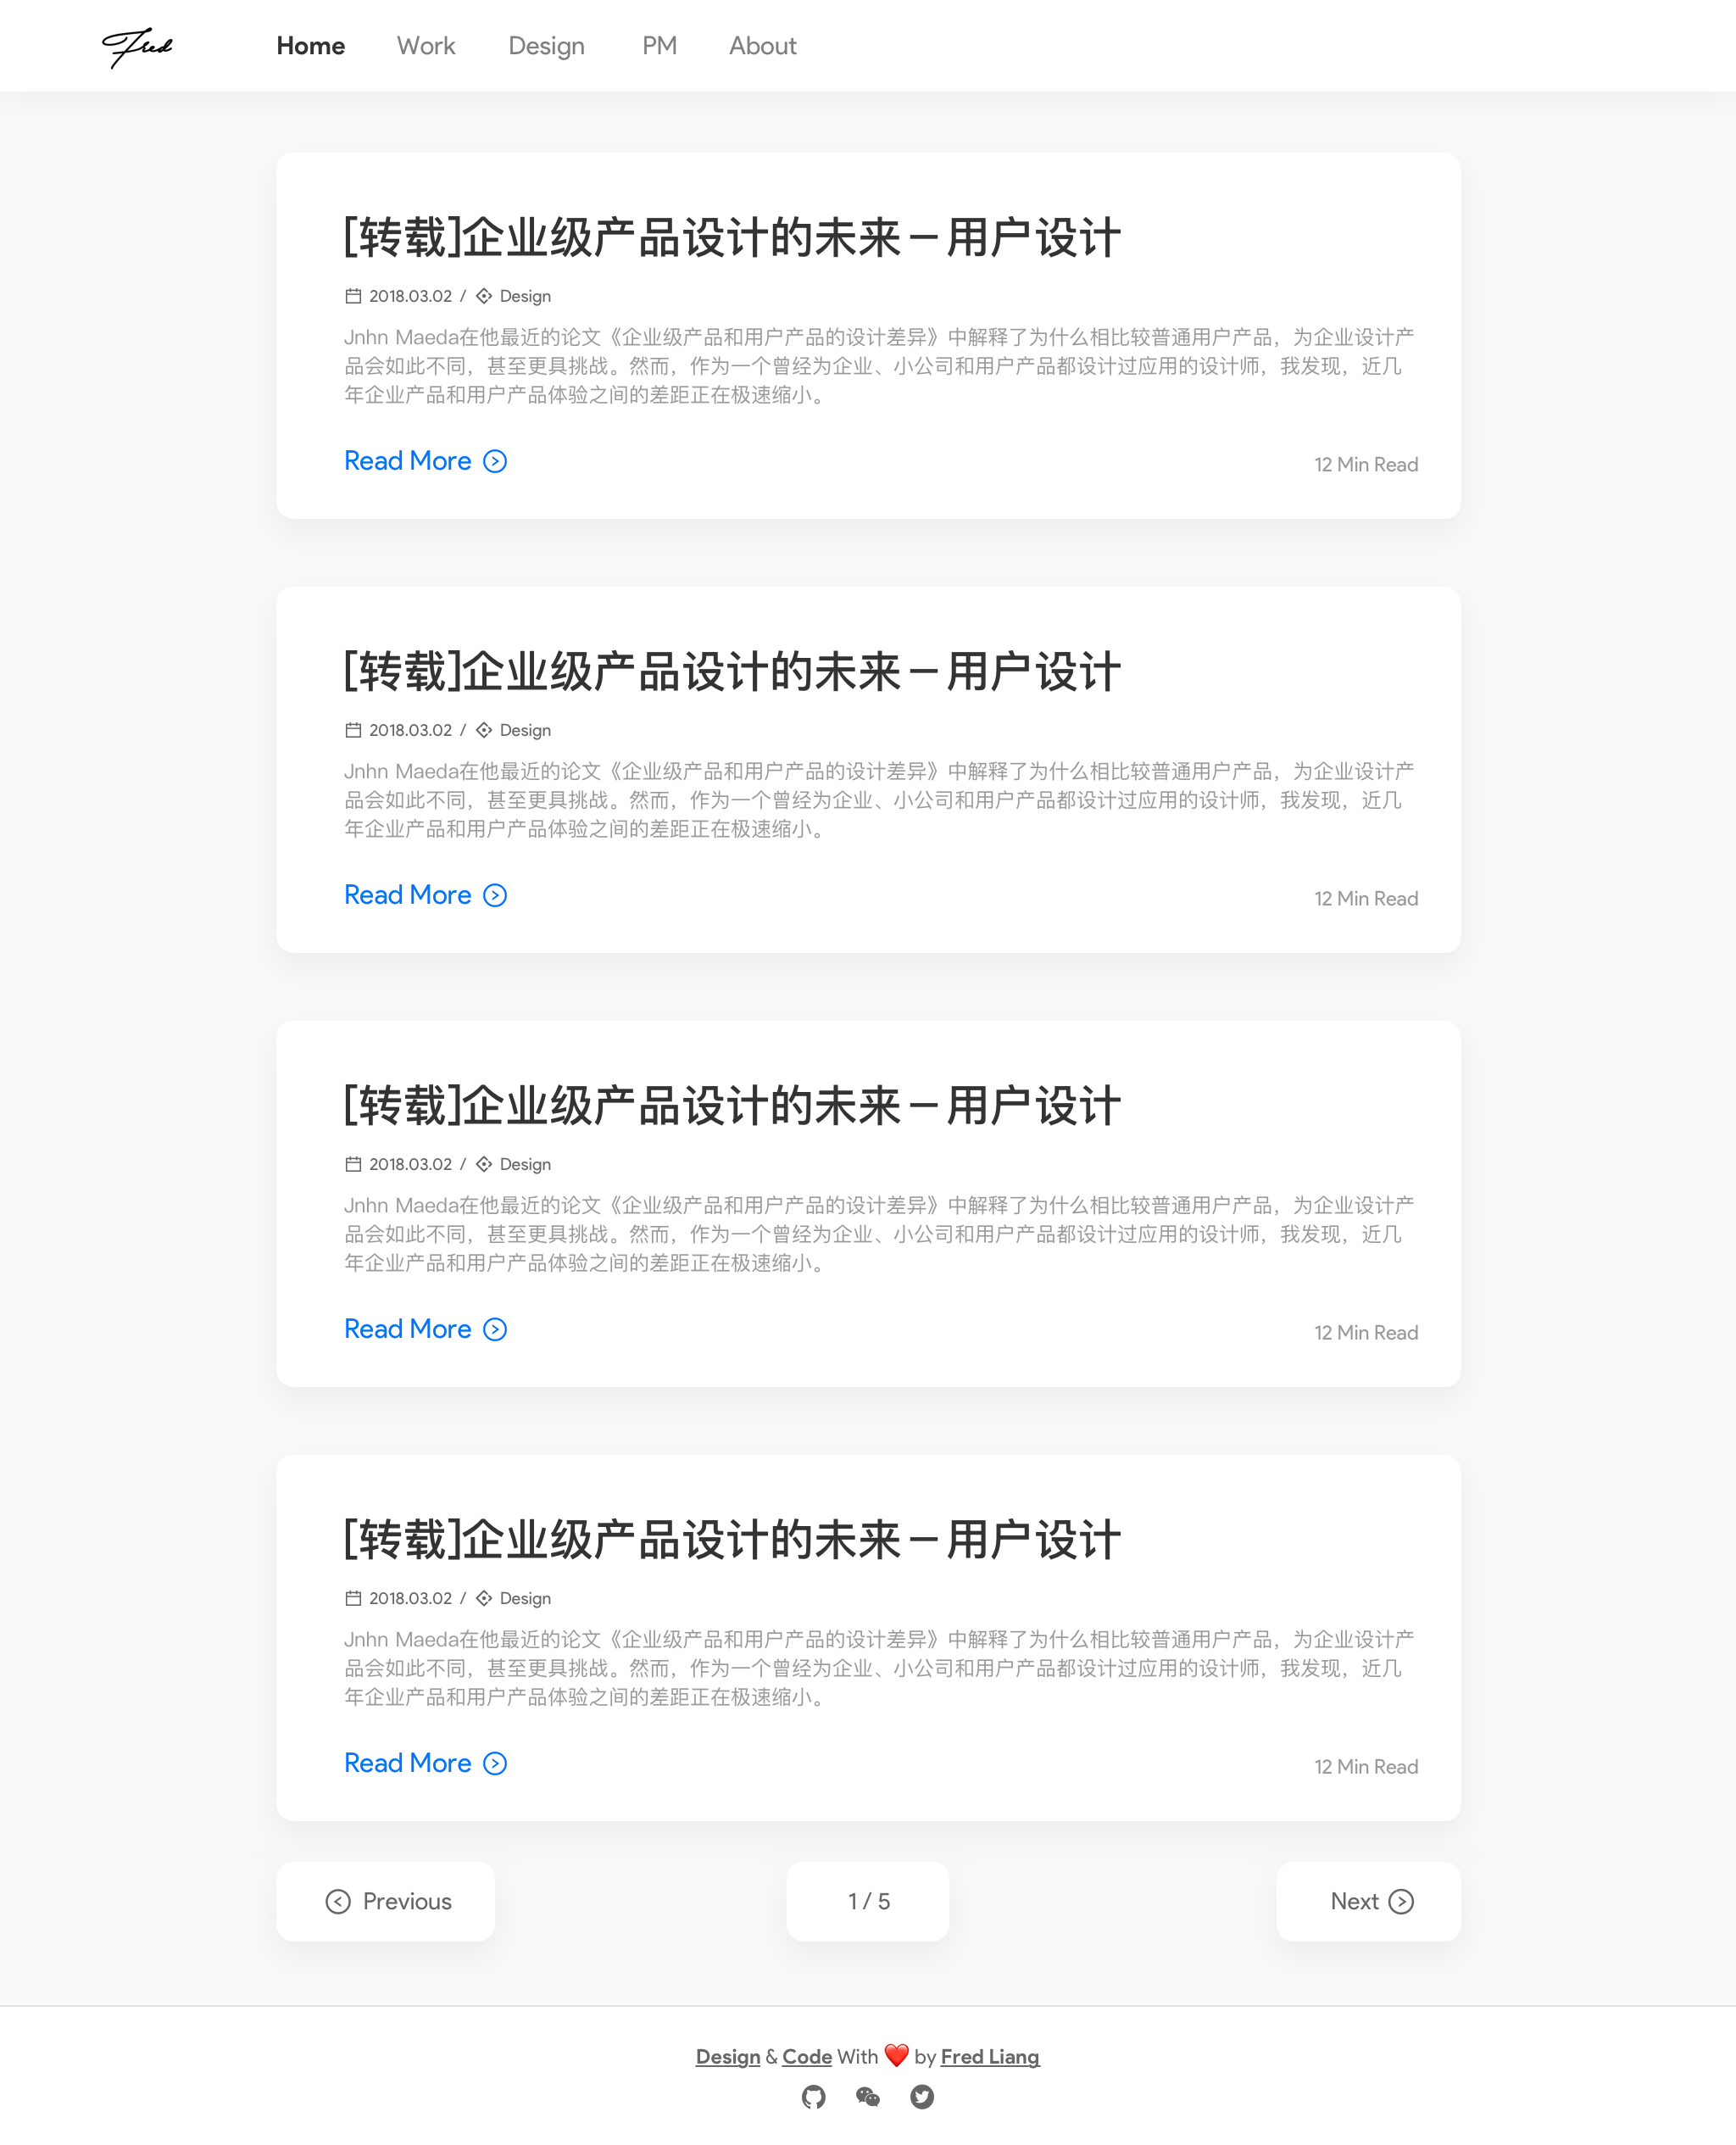 Fred
Home Work Design PM About
[转载]企业级产品设计的未来－用户设计
2018.03.02 / Design
Jnhn Maeda在他最近的论文《企业级产品和用户产品的设计差异》中解释了为什么相比较普通用户产品，为企业设计产
品会如此不同，甚至更具挑战。然而，作为一个曾经为企业、小公司和用户产品都设计过应用的设计师，我发现，近几
年企业产品和用户产品体验之间的差距正在极速缩小。
Read More 12 Min Read
[转载]企业级产品设计的未来－用户设计
2018.03.02 / Design
Jnhn Maeda在他最近的论文《企业级产品和用户产品的设计差异》中解释了为什么相比较普通用户产品，为企业设计产
品会如此不同，甚至更具挑战。然而，作为一个曾经为企业、小公司和用户产品都设计过应用的设计师，我发现，近几
年企业产品和用户产品体验之间的差距正在极速缩小。
Read More 12 Min Read
[转载]企业级产品设计的未来－用户设计
2018.03.02 / Design
Jnhn Maeda在他最近的论文《企业级产品和用户产品的设计差异》中解释了为什么相比较普通用户产品，为企业设计产
品会如此不同，甚至更具挑战。然而，作为一个曾经为企业、小公司和用户产品都设计过应用的设计师，我发现，近几
年企业产品和用户产品体验之间的差距正在极速缩小。
Read More 12 Min Read
[转载]企业级产品设计的未来－用户设计
2018.03.02 / Design
Jnhn Maeda在他最近的论文《企业级产品和用户产品的设计差异》中解释了为什么相比较普通用户产品，为企业设计产
品会如此不同，甚至更具挑战。然而，作为一个曾经为企业、小公司和用户产品都设计过应用的设计师，我发现，近几
年企业产品和用户产品体验之间的差距正在极速缩小。
Read More 12 Min Read
Previous 1 / 5 Next
Design & Code With ❤️ by Fred Liang